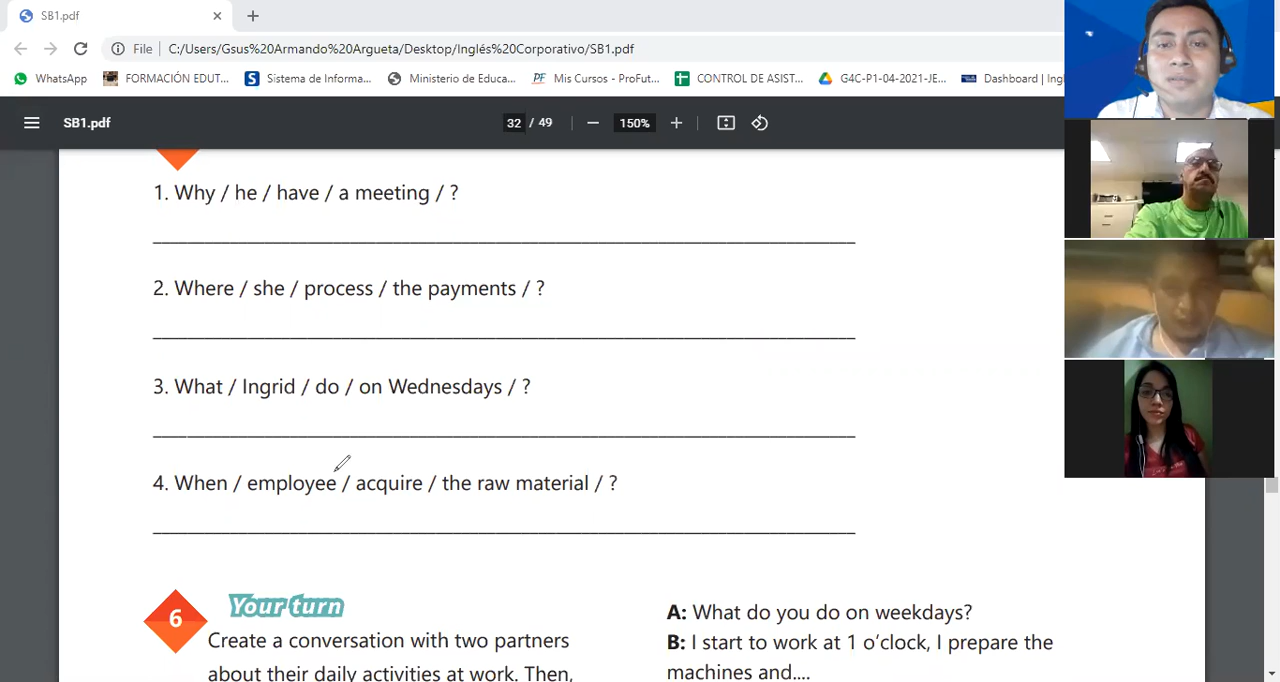 SB1.pdf
File C:/Users/Gsus%20Armando%20Argueta/Desktop/Inglés%20Corporativo/SB1.pdf
WhatsApp FORMACIÓN EDUT... Sistema de Informa... Ministerio de Educa... PF Mis Cursos - ProFut... CONTROL DE ASIST... G4C-P1-04-2021-JE... Dashboard | Ingl
SB1.pdf 32 / 49 150%
1. Why / he / have / a meeting / ?
2. Where / she / process / the payments / ?
3. What / Ingrid / do / on Wednesdays / ?
4. When / employee / acquire / the raw material / ?
6 Your turn
Create a conversation with two partners
about their daily activities at work. Then,
A: What do you do on weekdays?
B: I start to work at 1 o'clock, I prepare the
machines and....